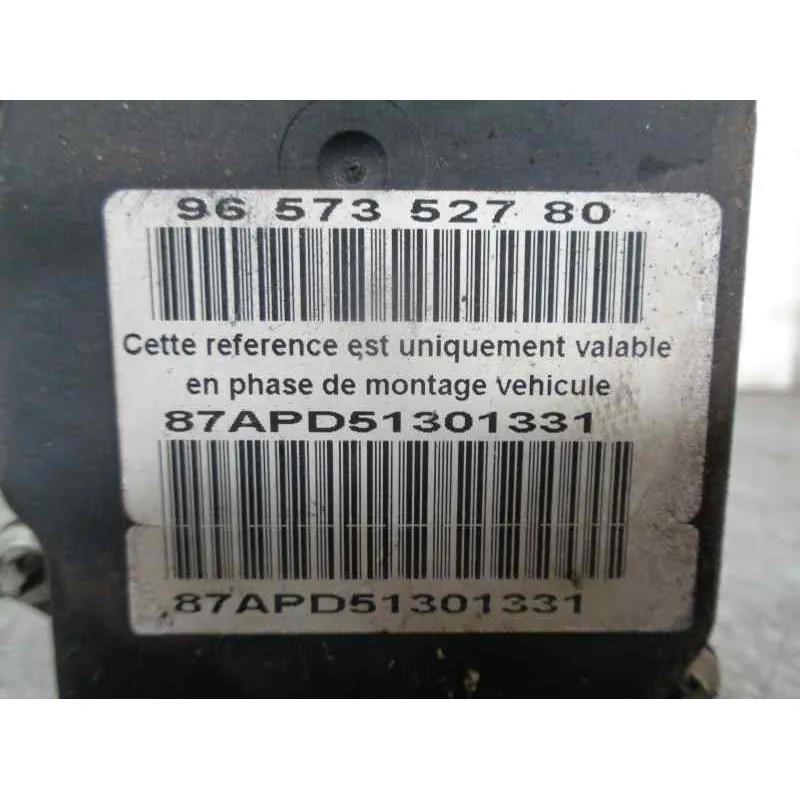 96 573 527 80
Cette reference est uniquement valable
en phase de montage vehicule
87APD51301331
87APD51301331